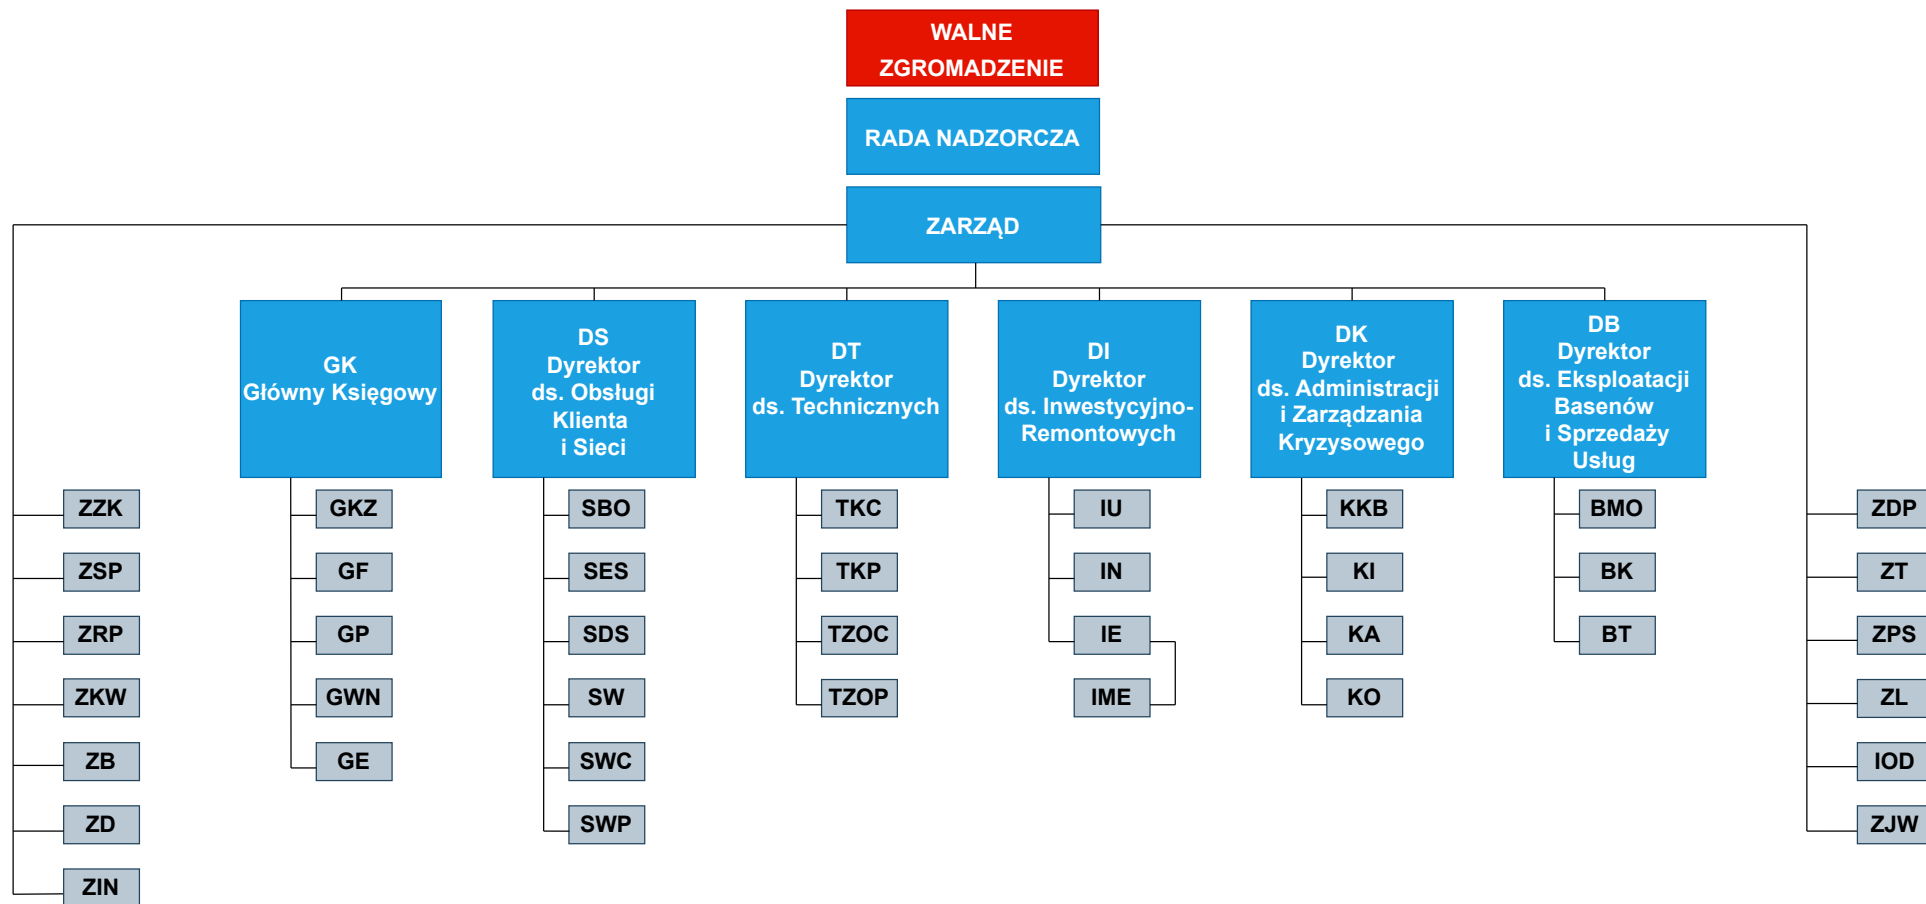 WALNE
ZGROMADZENIE
RADA NADZORCZA
ZARZĄD
GK
Główny Księgowy
DS
Dyrektor
ds. Obsługi
Klienta
i Sieci
DT
Dyrektor
ds. Technicznych
DI
Dyrektor
ds. Inwestycyjno-
Remontowych
DK
Dyrektor
ds. Administracji
i Zarządzania
Kryzysowego
DB
Dyrektor
ds. Eksploatacji
Basenów
i Sprzedaży
Usług
ZZK
ZSP
ZRP
ZKW
ZB
ZD
ZIN
GKZ
GF
GP
GWN
GE
SBO
SES
SDS
SW
SWC
SWP
TKC
TKP
TZOC
TZOP
IU
IN
IE
IME
KKB
KI
KA
KO
BMO
BK
BT
ZDP
ZT
ZPS
ZL
IOD
ZJW